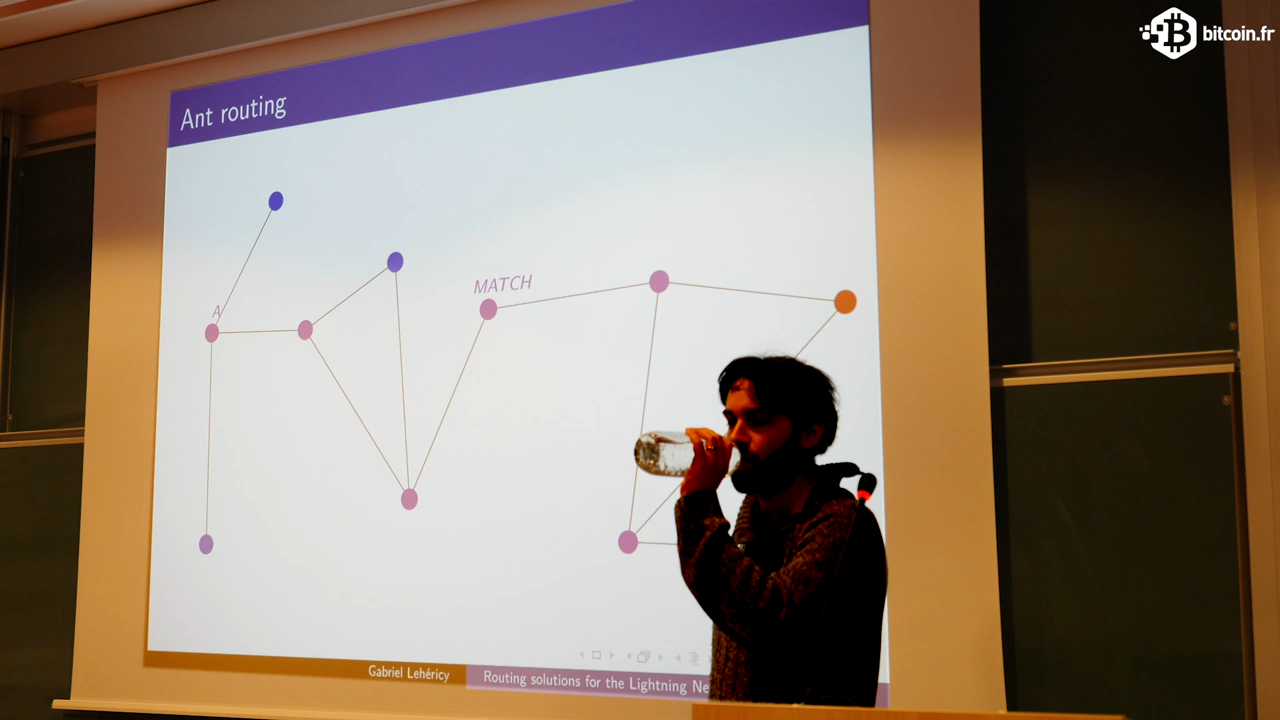 bitcoin.fr
Ant routing
A
MATCH
Gabriel Lehéricy
Routing solutions for the Lightning Ne